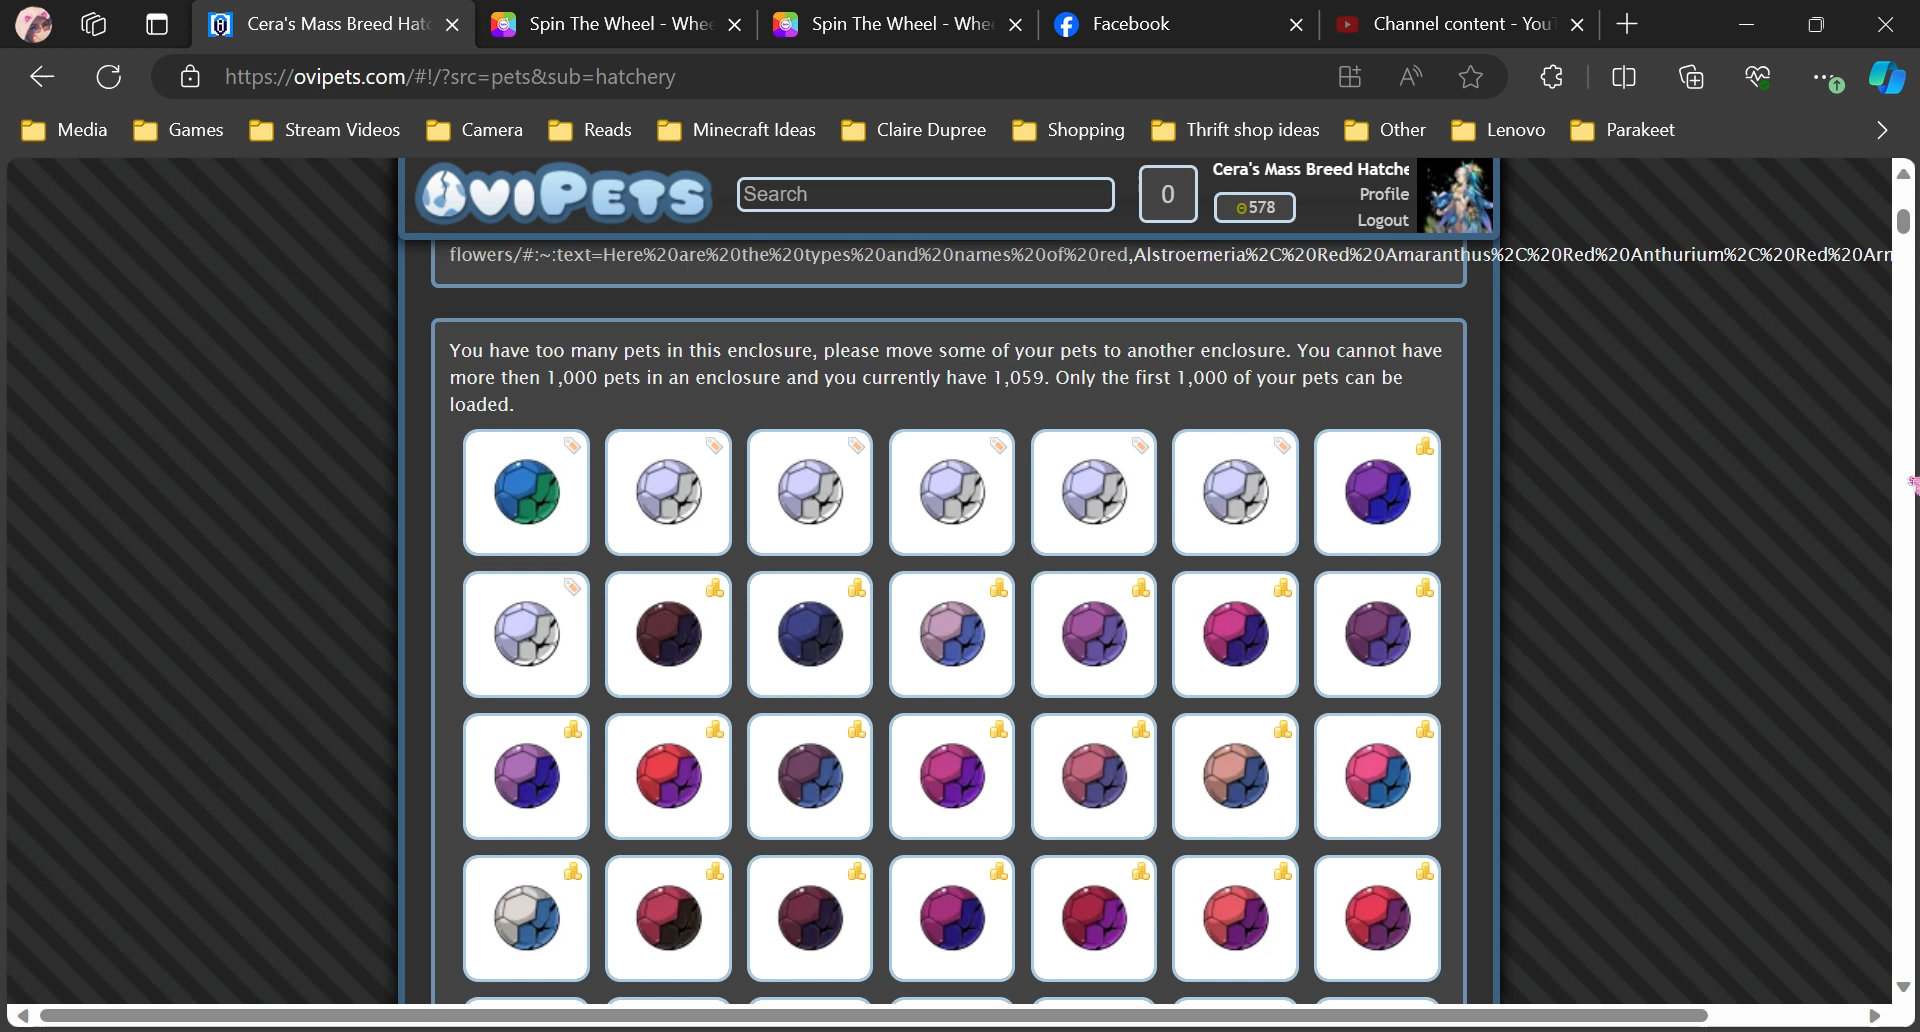 Cera's Mass Breed Hatc
Spin The Wheel - Whee
Spin The Wheel - Whee
Facebook
Channel content - YouT
https://ovipets.com/#!/?src=pets&sub=hatchery
Media
Games
Stream Videos
Camera
Reads
Minecraft Ideas
Claire Dupree
Shopping
Thrift shop ideas
Other
Lenovo
Parakeet
OviPets
Search
0
Cera's Mass Breed Hatche
578
Profile
Logout
flowers/#:~:text=Here%20are%20the%20types%20and%20names%20of%20red,Alstroemeria%2C%20Red%20Amaranthus%2C%20Red%20Anthurium%2C%20Red%20Arm
You have too many pets in this enclosure, please move some of your pets to another enclosure. You cannot have
more then 1,000 pets in an enclosure and you currently have 1,059. Only the first 1,000 of your pets can be
loaded.